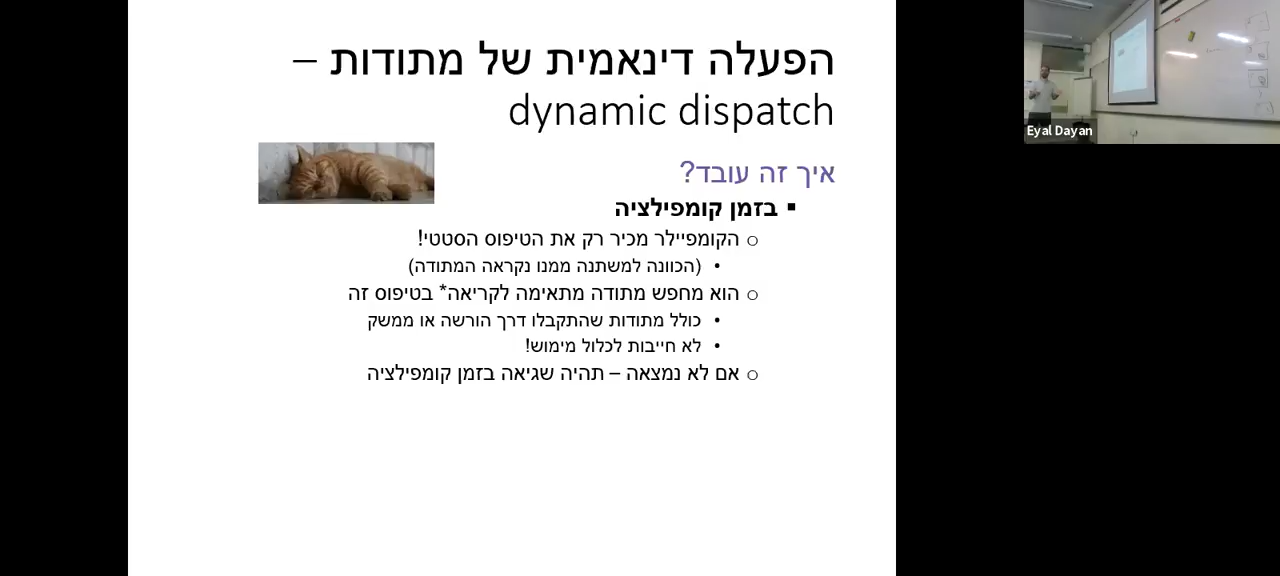 הפעלה דינאמית של מתודות –
dynamic dispatch
איך זה עובד?
▪ בזמן קומפילציה
○ הקומפיילר מכיר רק את הטיפוס הסטטי!
• (הכוונה למשתנה ממנו נקראה המתודה)
○ הוא מחפש מתודה מתאימה לקריאה* בטיפוס זה
• כולל מתודות שהתקבלו דרך הורשה או ממשק
• לא חייבות לכלול מימוש!
○ אם לא נמצאה – תהיה שגיאה בזמן קומפילציה
Eyal Dayan